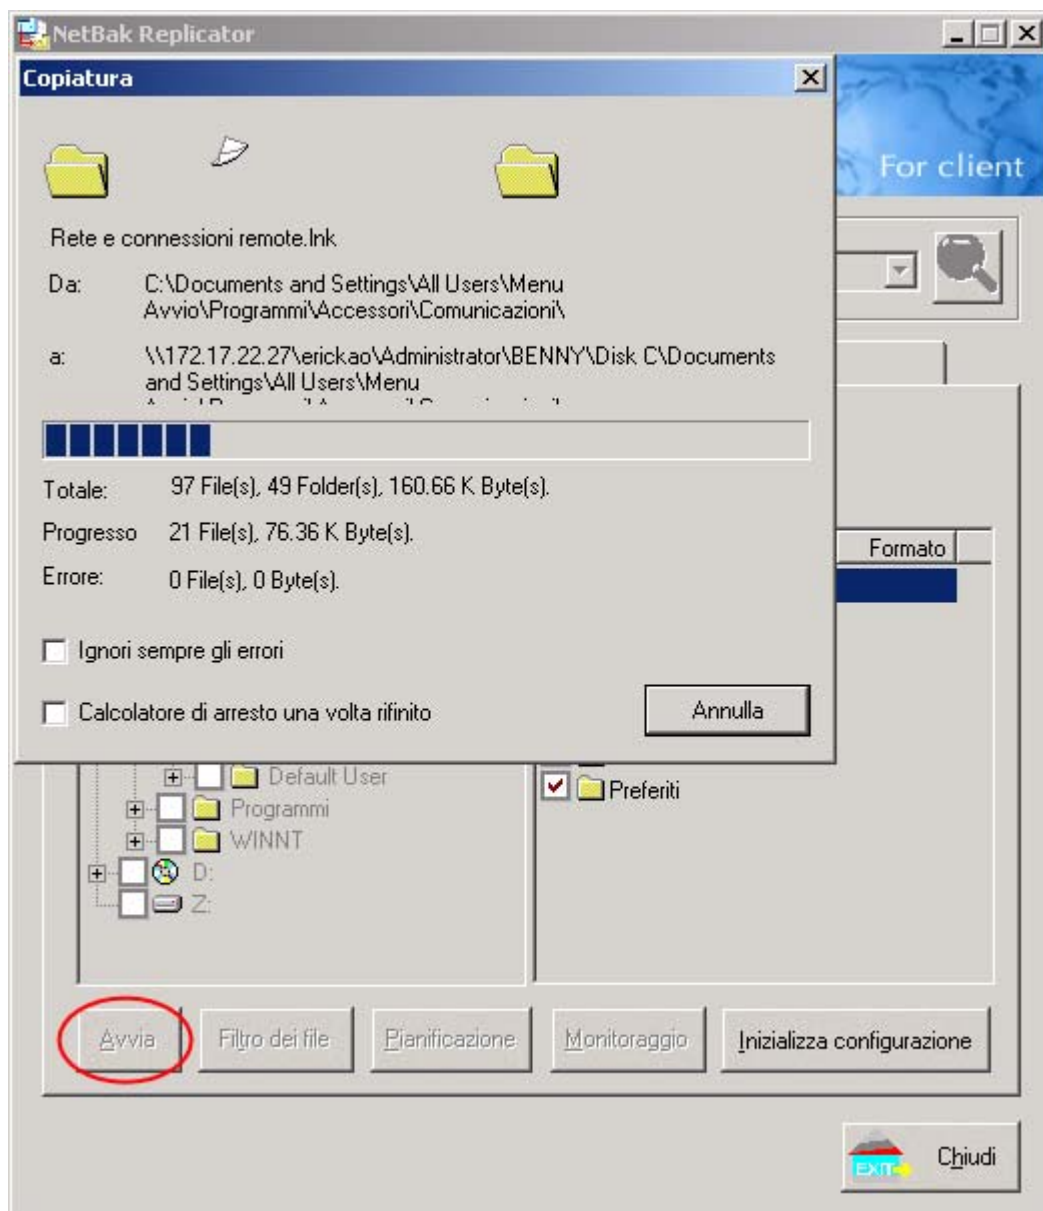 NetBak Replicator
Copiatura
For client
Rete e connessioni remote.lnk
Da: C:\Documents and Settings\All Users\Menu
Avvio\Programmi\Accessori\Comunicazioni\
a: \\172.17.22.27\erickao\Administrator\BENNY\Disk C\Documents
and Settings\All Users\Menu
Totale: 97 File(s), 49 Folder(s), 160.66 K Byte(s).
Progresso 21 File(s), 76.36 K Byte(s).
Errore: 0 File(s), 0 Byte(s).
Formato
Ignori sempre gli errori
Calcolatore di arresto una volta rifinito
Annulla
Default User
Preferiti
Programmi
WINNT
D:
Z:
Avvia Filtro dei file Pianificazione Monitoraggio Inizializza configurazione
EXIT Chiudi